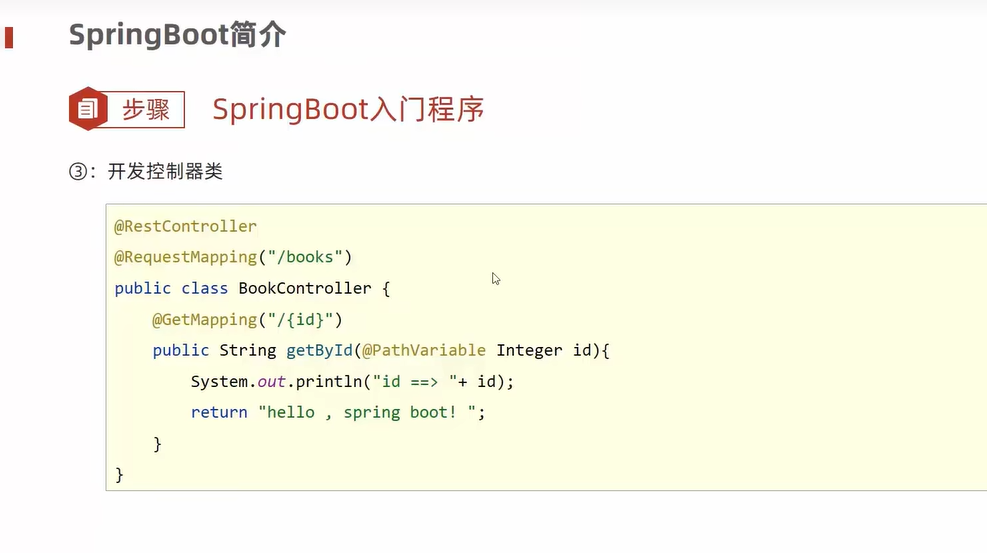 SpringBoot简介
步骤 SpringBoot入门程序
③：开发控制器类
@RestController
@RequestMapping("/books")
public class BookController {
    @GetMapping("/{id}")
    public String getById(@PathVariable Integer id){
        System.out.println("id ==> "+ id);
        return "hello , spring boot! ";
    }
}